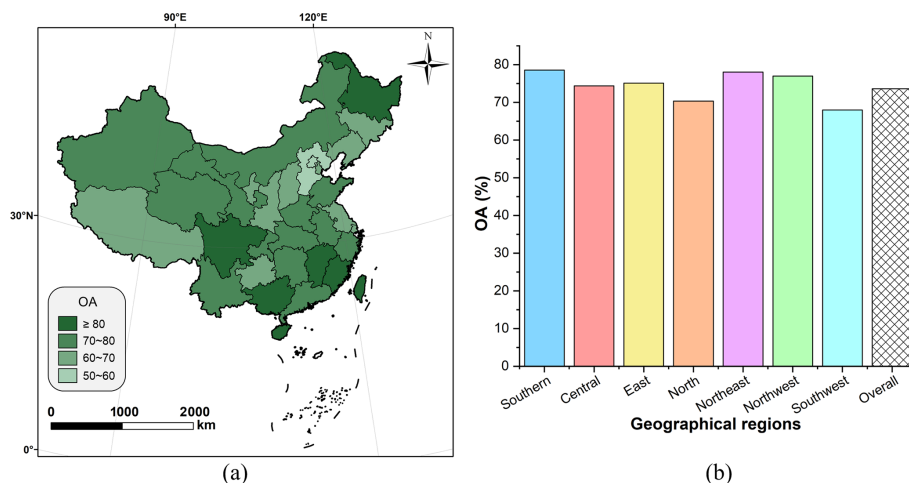 90°E
120°E
N
30°N
0°
OA
≥ 80
70~80
60~70
50~60
0
1000
2000
km
(a)
OA (%)
80
70
60
50
40
30
20
10
0
Southern
Central
East
North
Northeast
Northwest
Southwest
Overall
Geographical regions
(b)